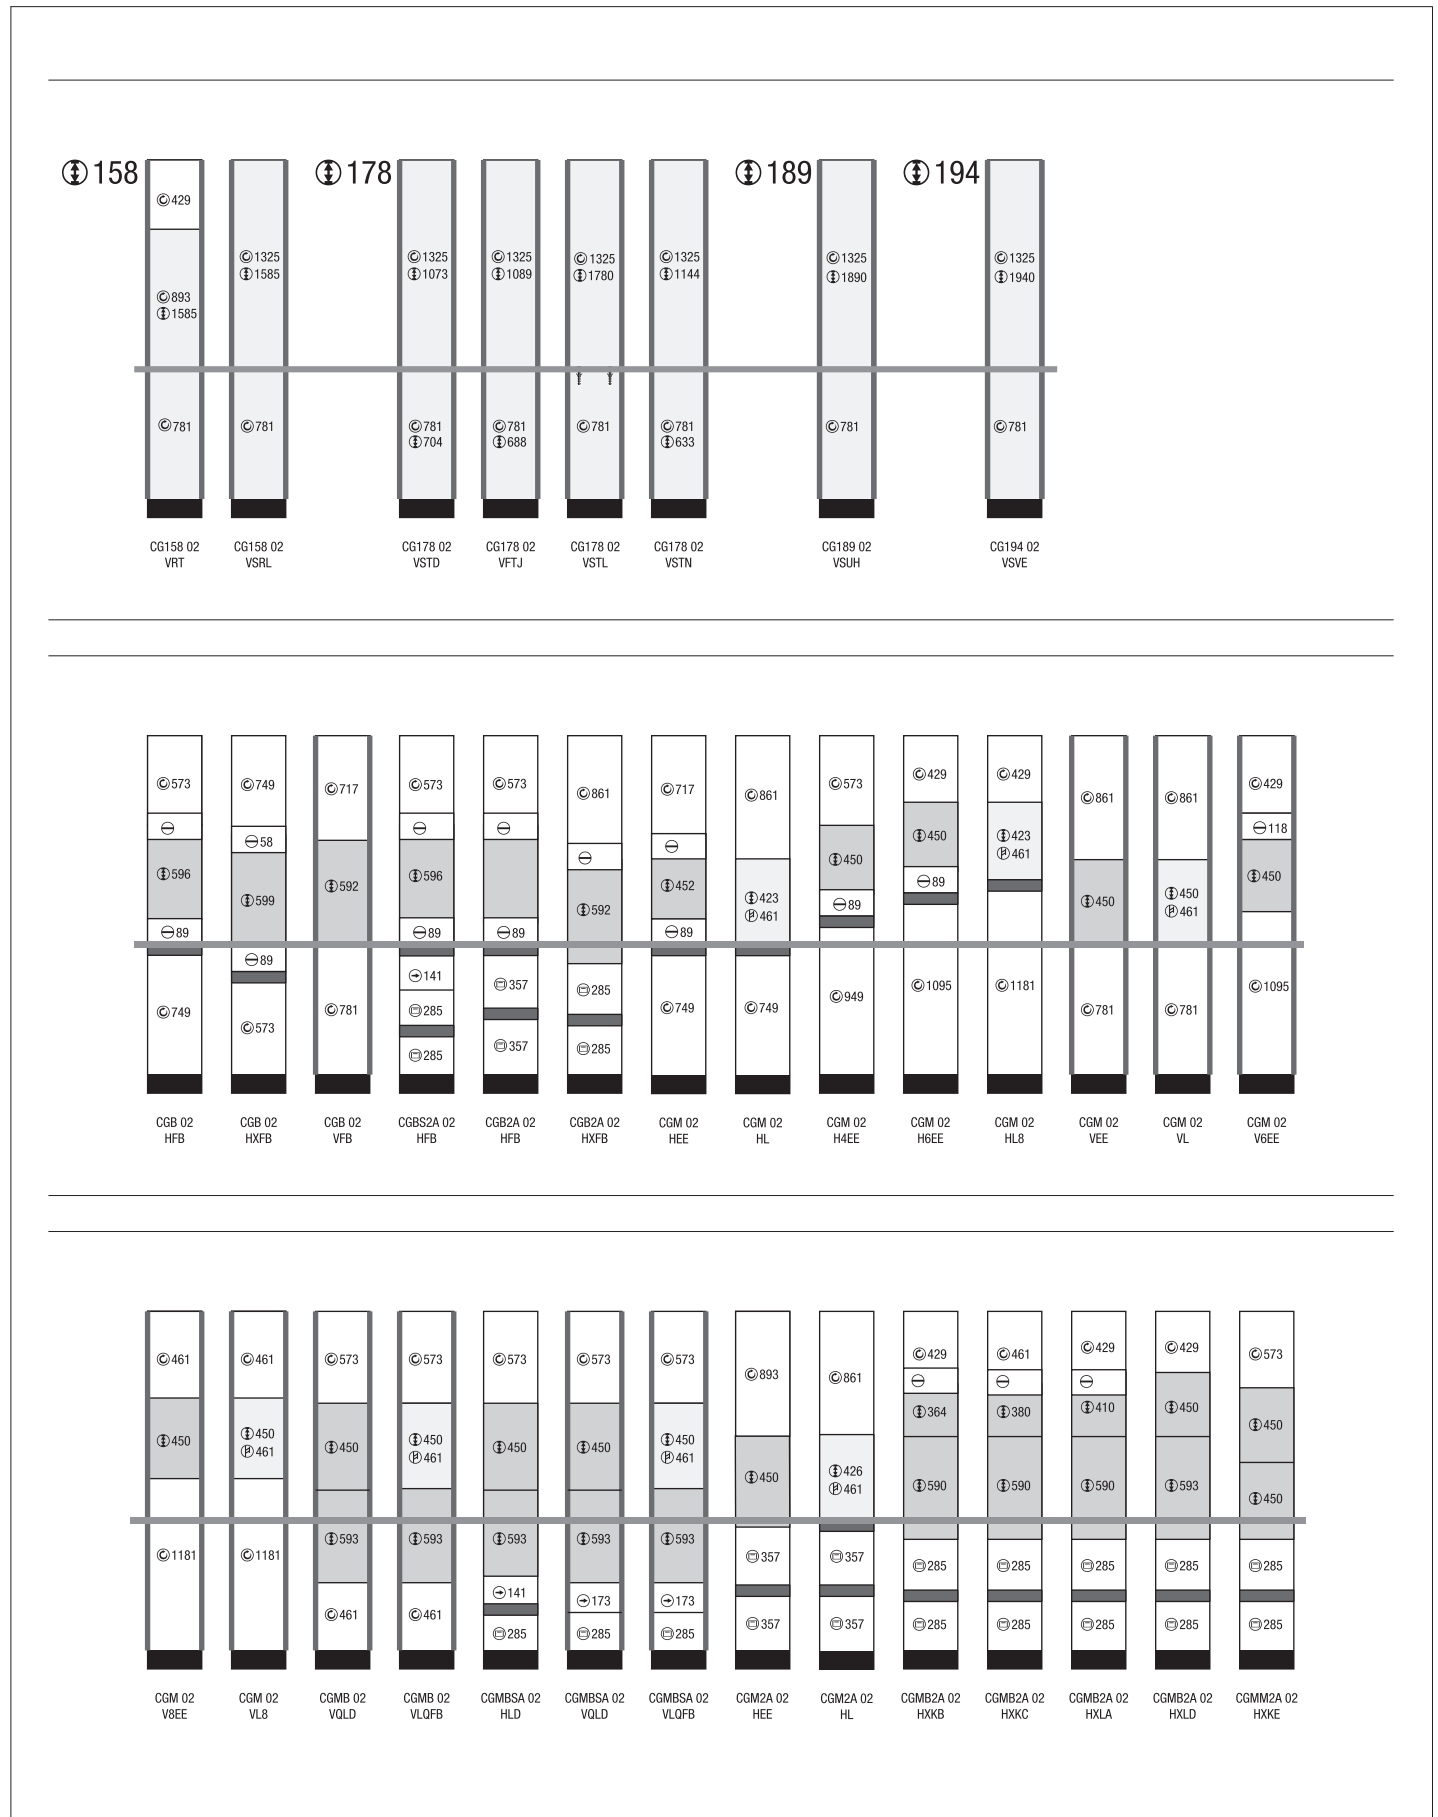 158
429
893
1585
781
CG158 02
VRT
1325
1585
781
CG158 02
VSRL
178
1325
1073
781
704
CG178 02
VSTD
1325
1089
781
688
CG178 02
VFTJ
1325
1780
781
CG178 02
VSTL
1325
1144
781
633
CG178 02
VSTN
189
1325
1890
781
CG189 02
VSUH
194
1325
1940
781
CG194 02
VSVE
573
596
89
749
CGB 02
HFB
749
58
599
89
573
CGB 02
HXFB
717
592
781
CGB 02
VFB
573
596
89
141
285
285
CGBS2A 02
HFB
573
89
357
357
CGB2A 02
HFB
861
592
285
285
CGB2A 02
HXFB
717
452
89
749
CGM 02
HEE
861
423
461
749
CGM 02
HL
573
450
89
949
CGM 02
H4EE
429
450
89
1095
CGM 02
H6EE
429
423
461
1181
CGM 02
HL8
861
450
781
CGM 02
VEE
861
450
461
781
CGM 02
VL
429
118
450
1095
CGM 02
V6EE
461
450
1181
CGM 02
V8EE
461
450
461
1181
CGM 02
VL8
573
450
593
461
CGMB 02
VQLD
573
450
461
593
461
CGMB 02
VLQFB
573
450
593
141
285
CGMBSA 02
HLD
573
450
593
173
285
CGMBSA 02
VQLD
573
450
461
593
173
285
CGMBSA 02
VLQFB
893
450
357
357
CGM2A 02
HEE
861
426
461
357
357
CGM2A 02
HL
429
364
590
285
285
CGMB2A 02
HXKB
461
380
590
285
285
CGMB2A 02
HXKC
429
410
590
285
285
CGMB2A 02
HXLA
429
450
593
285
285
CGMB2A 02
HXLD
573
450
450
285
285
CGMM2A 02
HXKE